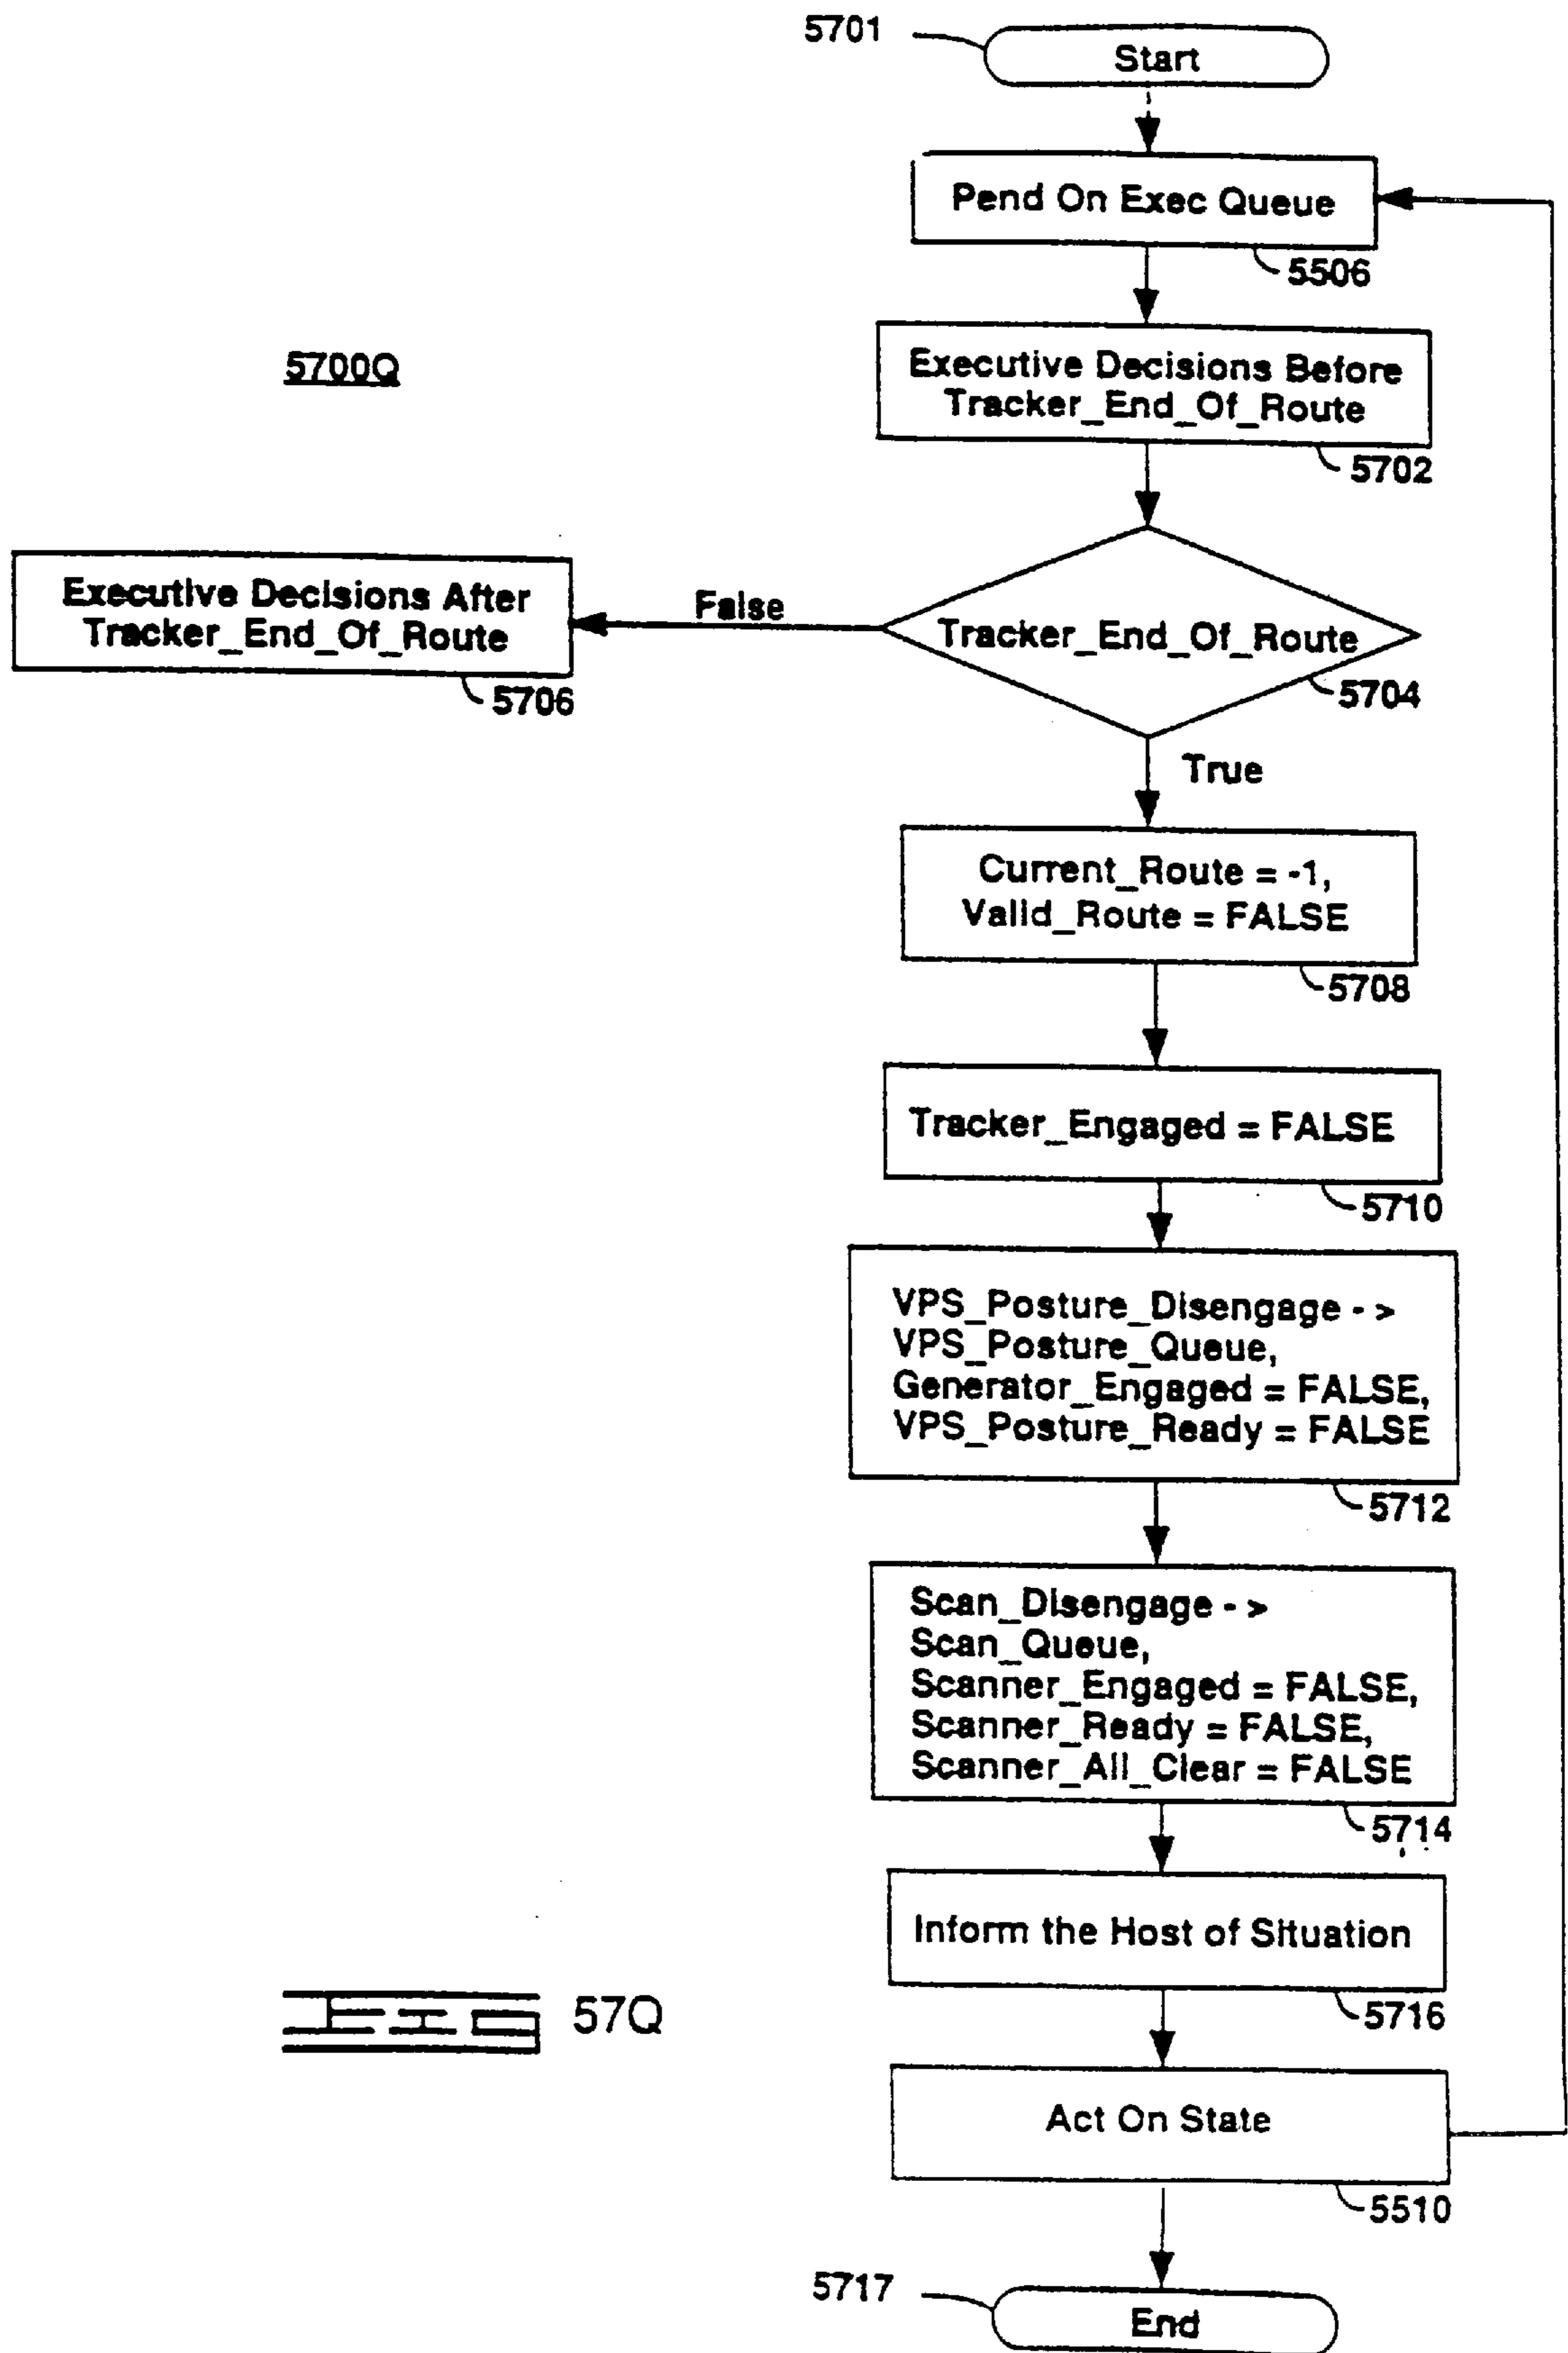 5701
Start
Pend On Exec Queue
5506
5700Q
Executive Decisions Before
Tracker_End_Of_Route
5702
Executive Decisions After
Tracker_End_Of_Route
5706
False
Tracker_End_Of_Route
5704
True
Current_Route = -1,
Valid_Route = FALSE
5708
Tracker_Engaged = FALSE
5710
VPS_Posture_Disengage - >
VPS_Posture_Queue,
Generator_Engaged = FALSE,
VPS_Posture_Ready = FALSE
5712
Scan_Disengage - >
Scan_Queue,
Scanner_Engaged = FALSE,
Scanner_Ready = FALSE,
Scanner_All_Clear = FALSE
5714
Inform the Host of Situation
5716
FIG 57Q
Act On State
5510
5717
End